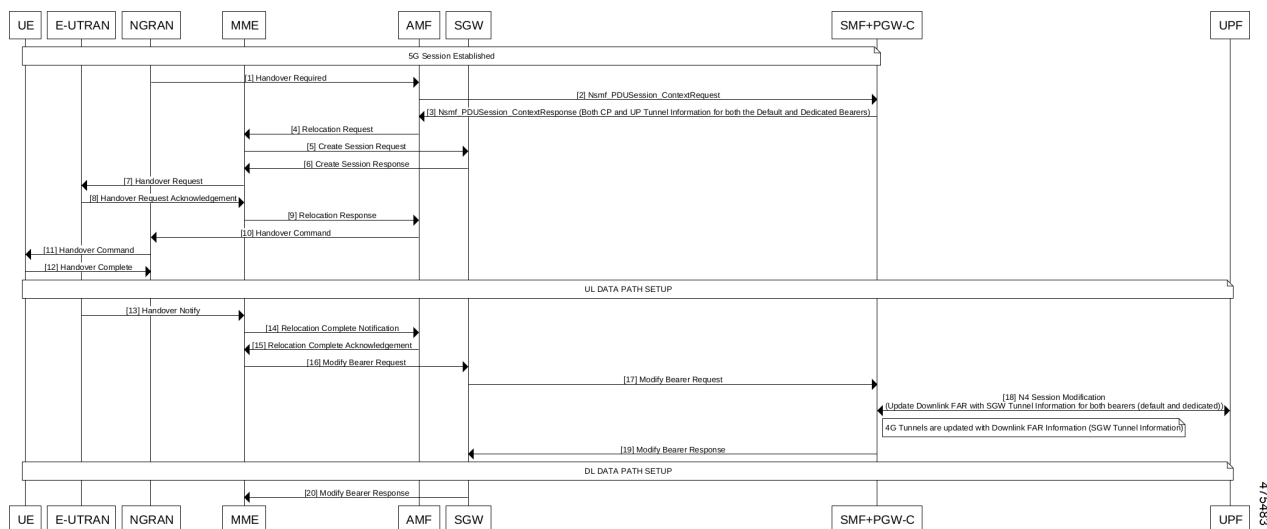 UE E-UTRAN NGRAN MME AMF SGW SMF+PGW-C UPF
5G Session Established
[1] Handover Required
[2] Nsmf_PDUSession_ContextRequest
[3] Nsmf_PDUSession_ContextResponse (Both CP and UP Tunnel Information for both the Default and Dedicated Bearers)
[4] Relocation Request
[5] Create Session Request
[6] Create Session Response
[7] Handover Request
[8] Handover Request Acknowledgement
[9] Relocation Response
[10] Handover Command
[11] Handover Command
[12] Handover Complete
UL DATA PATH SETUP
[13] Handover Notify
[14] Relocation Complete Notification
[15] Relocation Complete Acknowledgement
[16] Modify Bearer Request
[17] Modify Bearer Request
[18] N4 Session Modification
(Update Downlink FAR with SGW Tunnel Information for both bearers (default and dedicated))
4G Tunnels are updated with Downlink FAR Information (SGW Tunnel Information)
[19] Modify Bearer Response
DL DATA PATH SETUP
[20] Modify Bearer Response
UE E-UTRAN NGRAN MME AMF SGW SMF+PGW-C UPF
475483